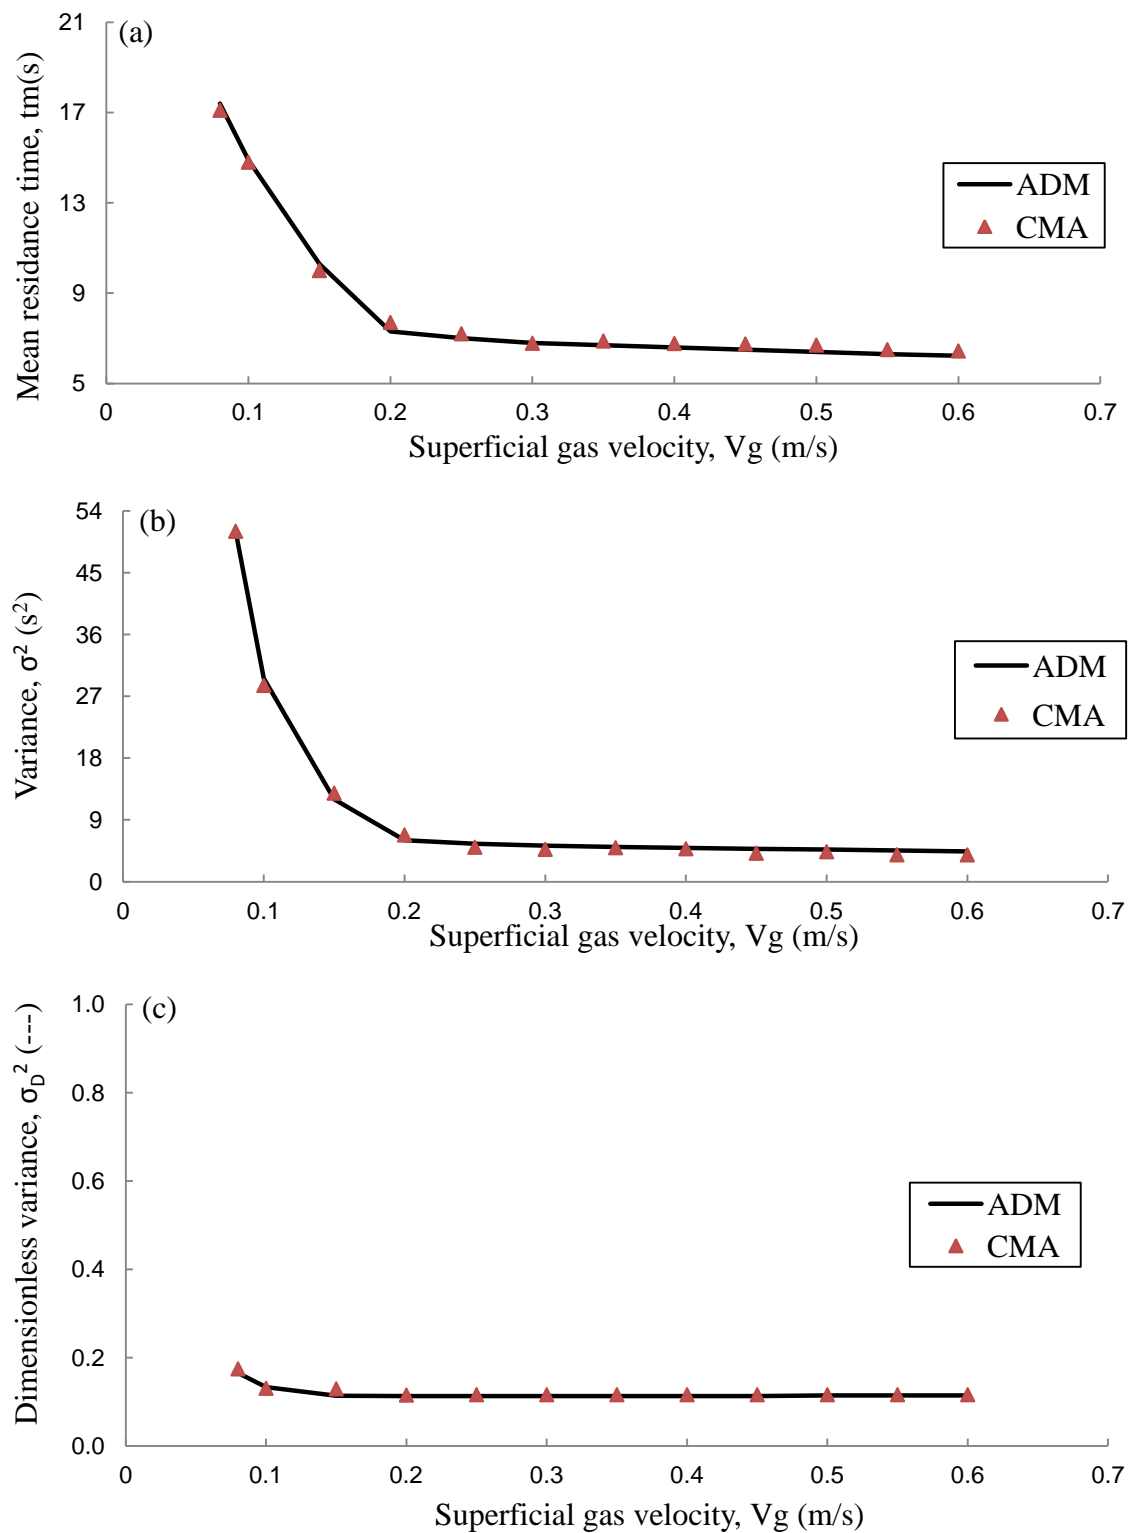 (a)
Mean residance time, tm(s)
21
17
13
9
5
0 0.1 0.2 0.3 0.4 0.5 0.6 0.7
Superficial gas velocity, Vg (m/s)
ADM
CMA
(b)
Variance, σ² (s²)
54
45
36
27
18
9
0
0 0.1 0.2 0.3 0.4 0.5 0.6 0.7
Superficial gas velocity, Vg (m/s)
ADM
CMA
(c)
Dimensionless variance, σ_D² (---)
1.0
0.8
0.6
0.4
0.2
0.0
0 0.1 0.2 0.3 0.4 0.5 0.6 0.7
Superficial gas velocity, Vg (m/s)
ADM
CMA